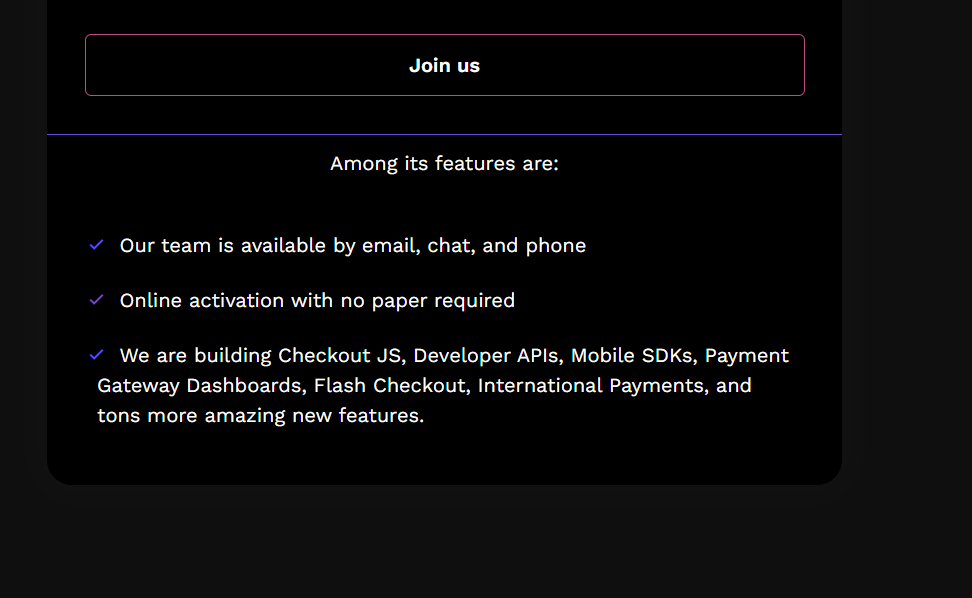 Join us
Among its features are:
Our team is available by email, chat, and phone
Online activation with no paper required
We are building Checkout JS, Developer APIs, Mobile SDKs, Payment
Gateway Dashboards, Flash Checkout, International Payments, and
tons more amazing new features.